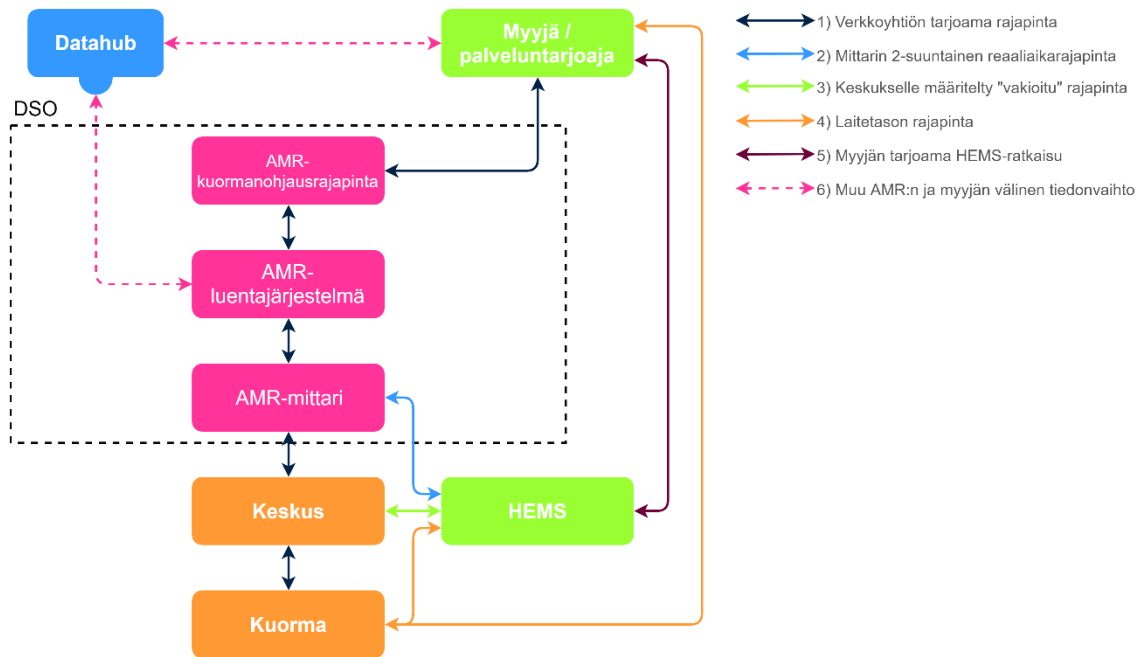 Datahub
Myyjä /
palveluntarjoaja
DSO
AMR-
kuormanohjausrajapinta
AMR-
luentajärjestelmä
AMR-mittari
Keskus
HEMS
Kuorma
1) Verkkoyhtiön tarjoama rajapinta
2) Mittarin 2-suuntainen reaaliaikarajapinta
3) Keskukselle määritelty "vakioitu" rajapinta
4) Laitetason rajapinta
5) Myyjän tarjoama HEMS-ratkaisu
6) Muu AMR:n ja myyjän välinen tiedonvaihto